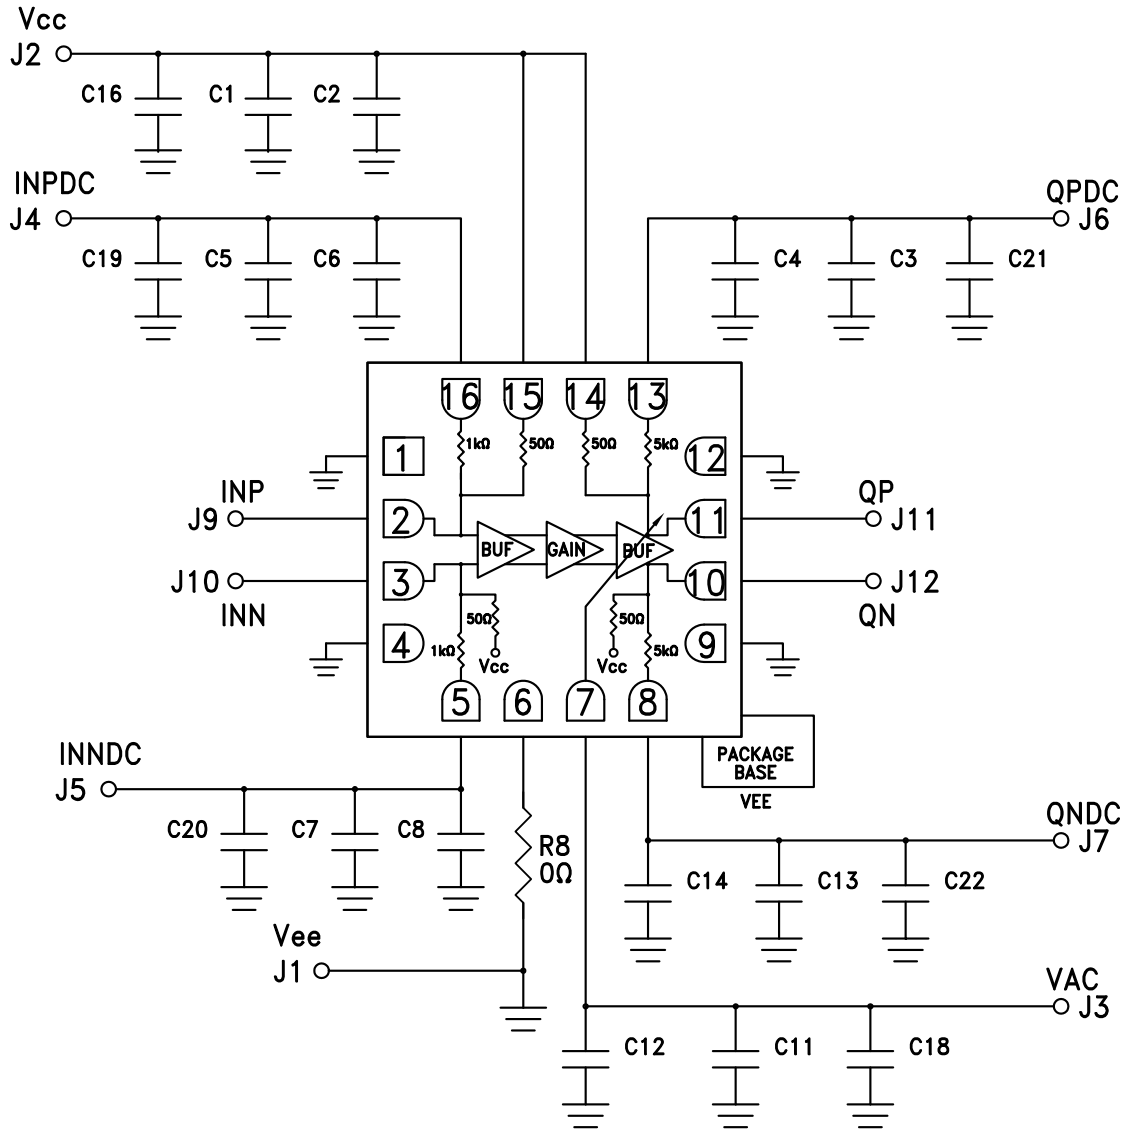 Vcc
J2
C16
C1
C2
INPDC
J4
C19
C5
C6
QPDC
J6
C4
C3
C21
16
15
14
13
1kΩ
50Ω
50Ω
5kΩ
1
12
INP
J9
2
11
QP
J11
BUF
GAIN
BUF
J10
INN
3
10
J12
QN
50Ω
50Ω
4
1kΩ
Vcc
Vcc
5kΩ
9
5
6
7
8
PACKAGE
BASE
VEE
INNDC
J5
C20
C7
C8
R8
0Ω
QNDC
J7
C14
C13
C22
Vee
J1
VAC
J3
C12
C11
C18